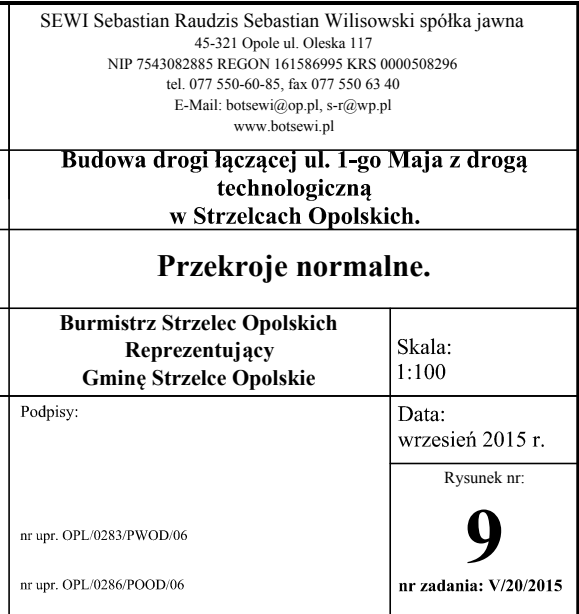 SEWI Sebastian Raudzis Sebastian Wilisowski spółka jawna
45-321 Opole ul. Oleska 117
NIP 7543082885 REGON 161586995 KRS 0000508296
tel. 077 550-60-85, fax 077 550 63 40
E-Mail: botsewi@op.pl, s-r@wp.pl
www.botsewi.pl
Budowa drogi łączącej ul. 1-go Maja z drogą
technologiczną
w Strzelcach Opolskich.
Przekroje normalne.
Burmistrz Strzelec Opolskich
Reprezentujący
Gminę Strzelce Opolskie
Skala:
1:100
Podpisy:
Data:
wrzesień 2015 r.
Rysunek nr:
9
nr upr. OPL/0283/PWOD/06
nr upr. OPL/0286/POOD/06
nr zadania: V/20/2015